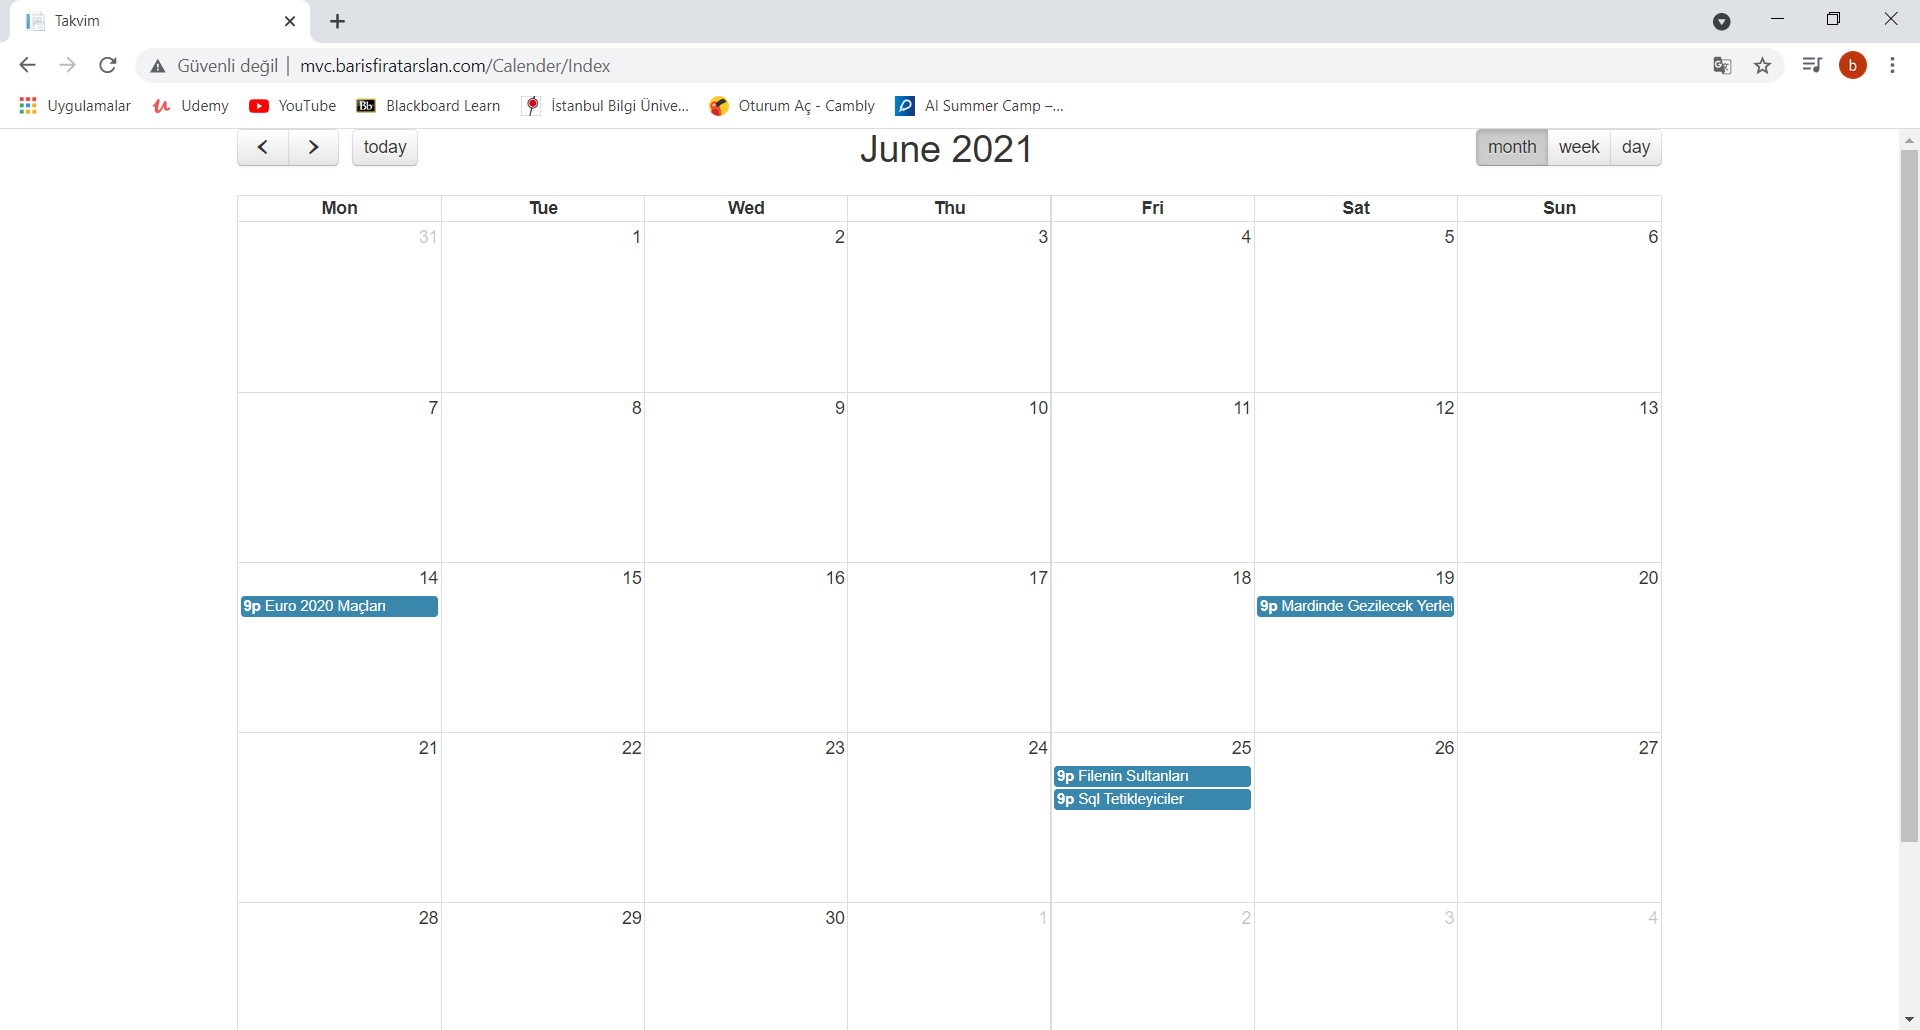 Takvim
Güvenli değil | mvc.barisfiratarslan.com/Calender/Index
b
Uygulamalar Udemy YouTube Bb Blackboard Learn İstanbul Bilgi Ünive... Oturum Aç - Cambly AI Summer Camp –...
today June 2021 month week day
Mon Tue Wed Thu Fri Sat Sun
31 1 2 3 4 5 6
7 8 9 10 11 12 13
14 15 16 17 18 19 20
9p Euro 2020 Maçları 9p Mardinde Gezilecek Yerler
21 22 23 24 25 26 27
9p Filenin Sultanları
9p Sql Tetikleyiciler
28 29 30 1 2 3 4